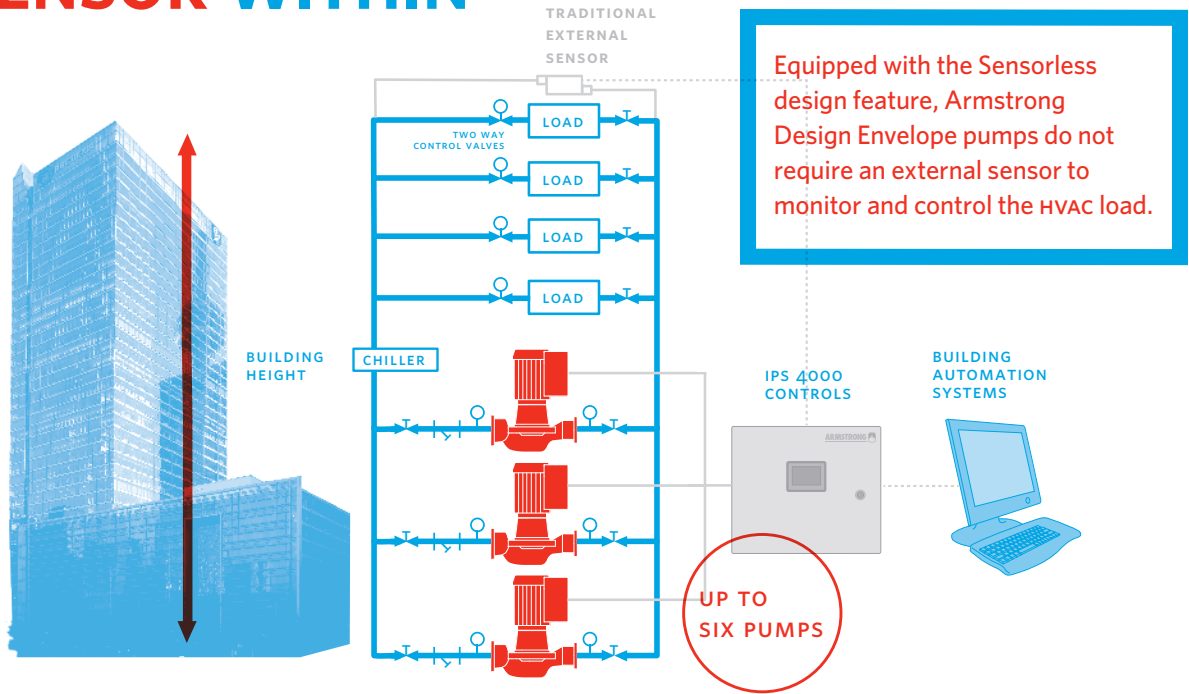 SENSOR WITHIN
TRADITIONAL
EXTERNAL
SENSOR
Equipped with the Sensorless
design feature, Armstrong
Design Envelope pumps do not
require an external sensor to
monitor and control the HVAC load.
LOAD
TWO WAY
CONTROL VALVES
LOAD
LOAD
LOAD
BUILDING
HEIGHT
CHILLER
IPS 4000
CONTROLS
BUILDING
AUTOMATION
SYSTEMS
ARMSTRONG
UP TO
SIX PUMPS